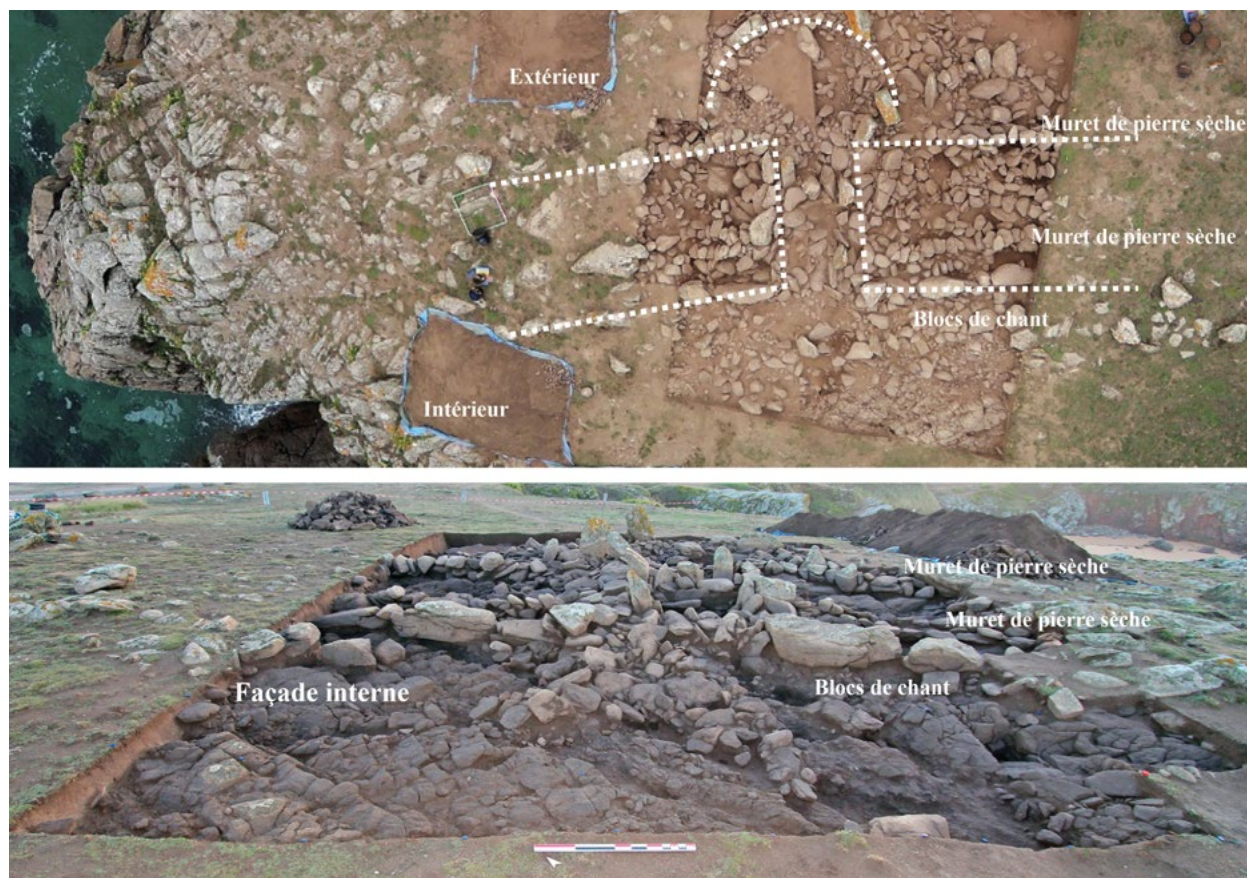 Extérieur
Muret de pierre sèche
Muret de pierre sèche
Blocs de chant
Intérieur
Muret de pierre sèche
Muret de pierre sèche
Façade interne
Blocs de chant